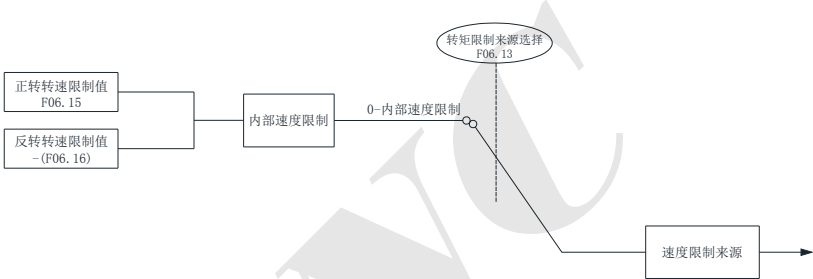 转矩限制来源选择
F06.13
正转转速限制值
F06.15
内部速度限制
0-内部速度限制
反转转速限制值
-(F06.16)
速度限制来源